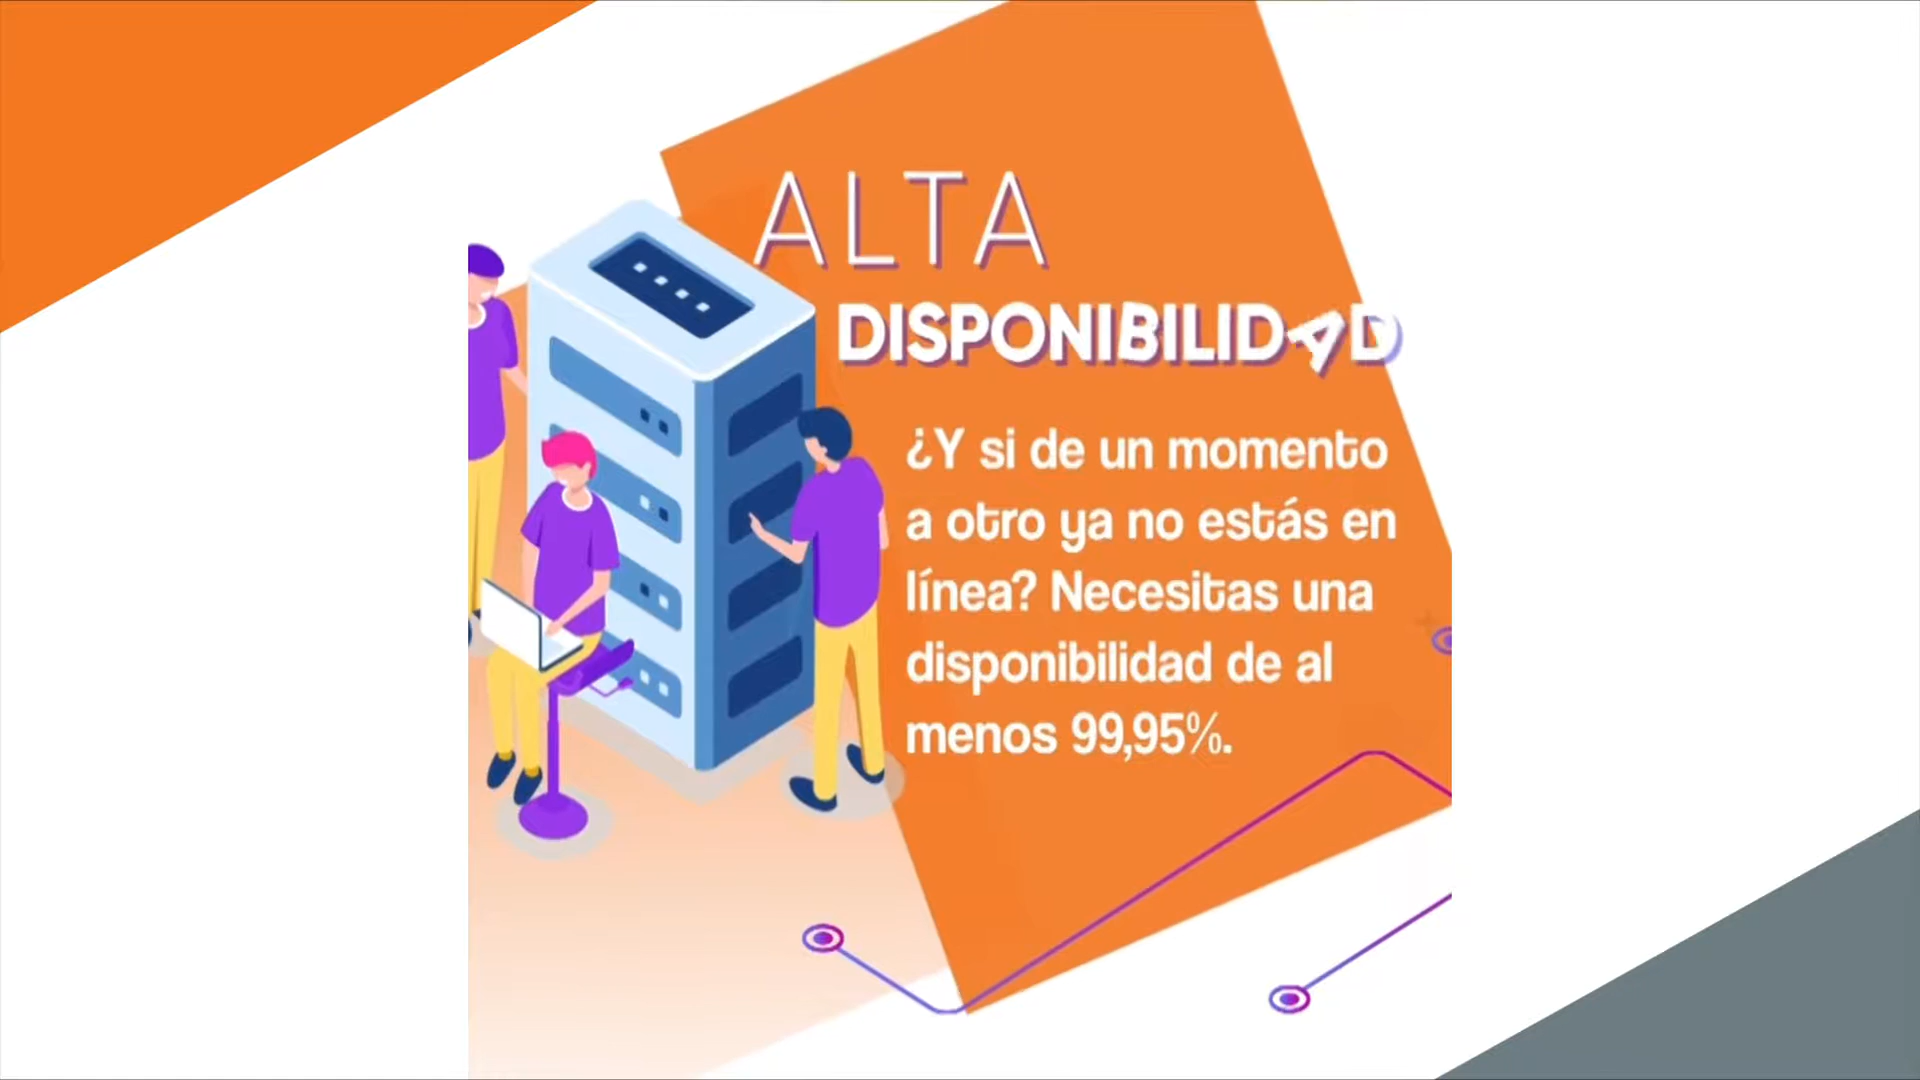 ALTA
DISPONIBILIDAD
¿Y si de un momento
a otro ya no estás en
línea? Necesitas una
disponibilidad de al
menos 99,95%.